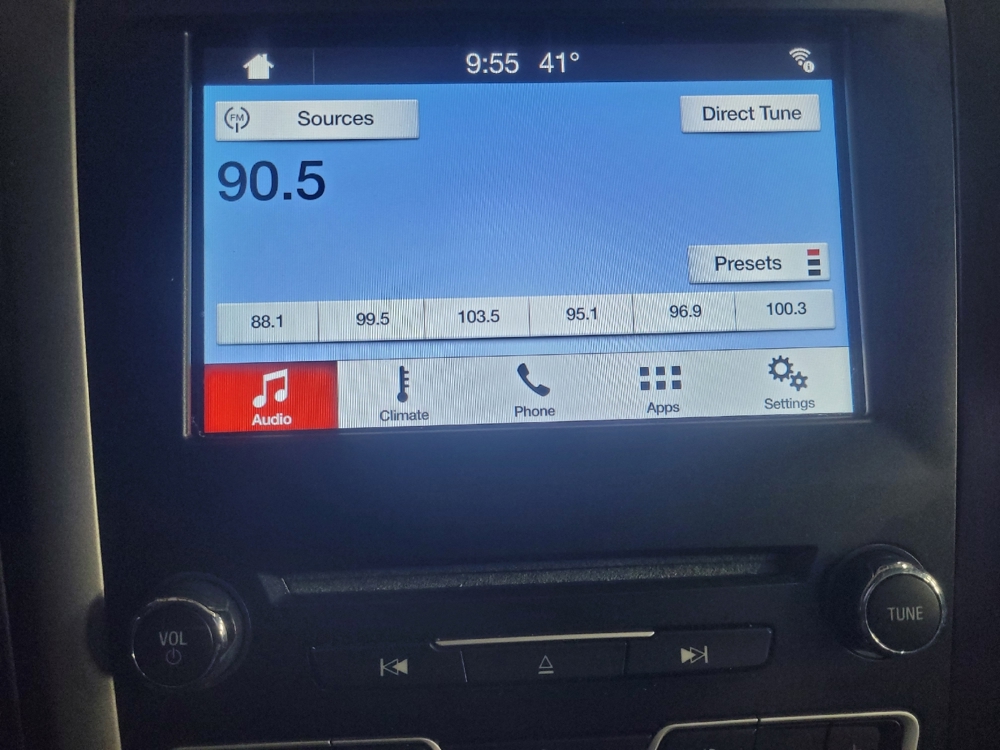 9:55 41°
FM Sources Direct Tune
90.5
Presets
88.1 99.5 103.5 95.1 96.9 100.3
Audio Climate Phone Apps Settings
VOL TUNE